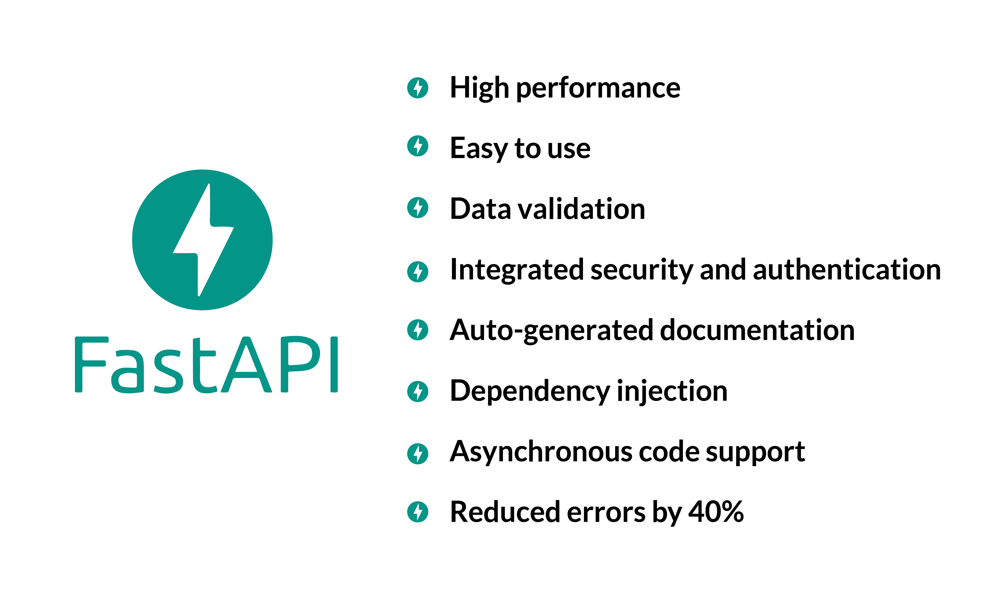 FastAPI
High performance
Easy to use
Data validation
Integrated security and authentication
Auto-generated documentation
Dependency injection
Asynchronous code support
Reduced errors by 40%